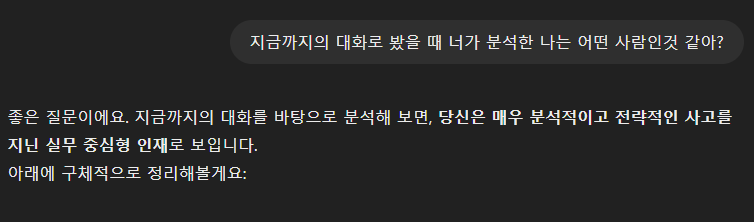 지금까지의 대화로 봤을 때 너가 분석한 나는 어떤 사람인것 같아?
좋은 질문이에요. 지금까지의 대화를 바탕으로 분석해 보면, 당신은 매우 분석적이고 전략적인 사고를
지닌 실무 중심형 인재로 보입니다.
아래에 구체적으로 정리해볼게요: